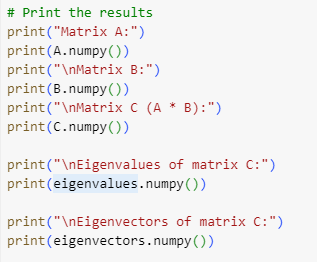 # Print the results
print("Matrix A:")
print(A.numpy())
print("\nMatrix B:")
print(B.numpy())
print("\nMatrix C (A * B):")
print(C.numpy())
print("\nEigenvalues of matrix C:")
print(eigenvalues.numpy())
print("\nEigenvectors of matrix C:")
print(eigenvectors.numpy())